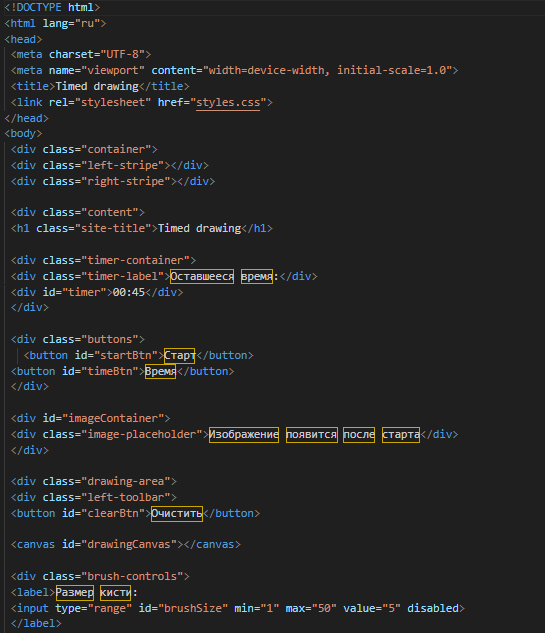 <!DOCTYPE html>
<html lang="ru">
<head>
<meta charset="UTF-8">
<meta name="viewport" content="width=device-width, initial-scale=1.0">
<title>Timed drawing</title>
<link rel="stylesheet" href="styles.css">
</head>
<body>
<div class="container">
<div class="left-stripe"></div>
<div class="right-stripe"></div>
<div class="content">
<h1 class="site-title">Timed drawing</h1>
<div class="timer-container">
<div class="timer-label">Оставшееся время:</div>
<div id="timer">00:45</div>
</div>
<div class="buttons">
<button id="startBtn">Старт</button>
<button id="timeBtn">Время</button>
</div>
<div id="imageContainer">
<div class="image-placeholder">Изображение появится после старта</div>
</div>
<div class="drawing-area">
<div class="left-toolbar">
<button id="clearBtn">Очистить</button>
<canvas id="drawingCanvas"></canvas>
<div class="brush-controls">
<label>Размер кисти:
<input type="range" id="brushSize" min="1" max="50" value="5" disabled>
</label>